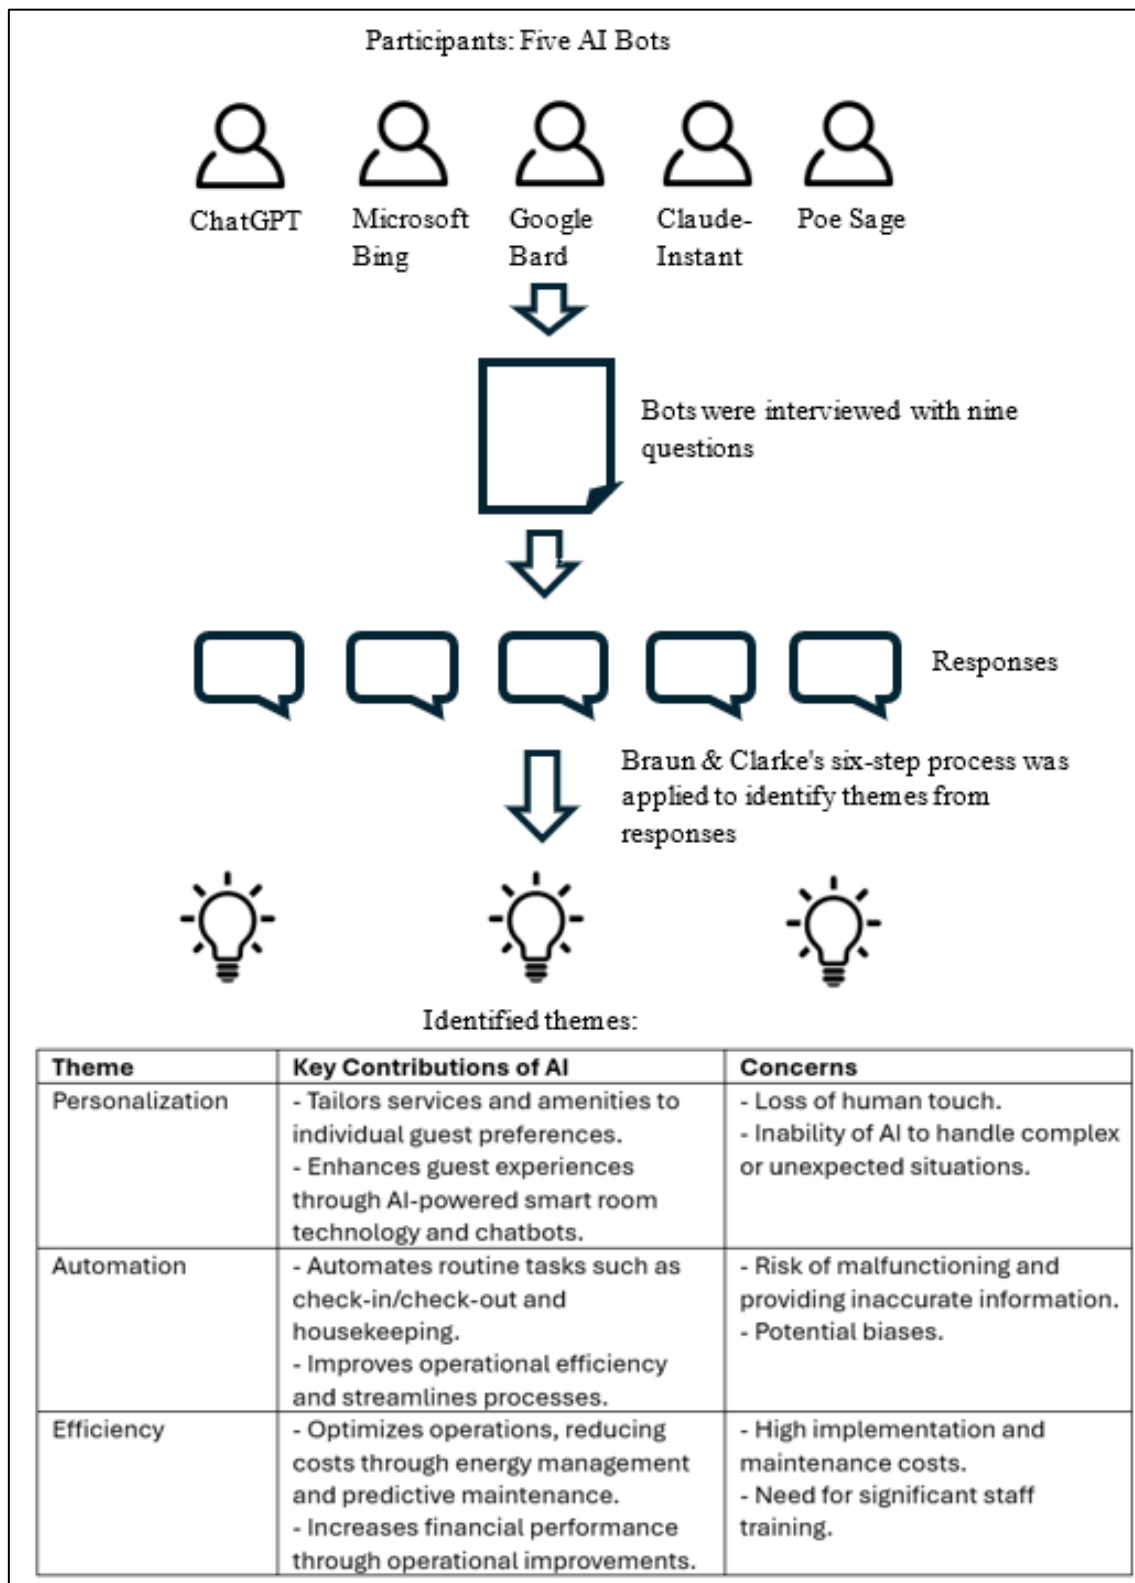 Participants: Five AI Bots
ChatGPT
Microsoft
Bing
Google
Bard
Claude-
Instant
Poe Sage
Bots were interviewed with nine
questions
Responses
Braun & Clarke's six-step process was
applied to identify themes from
responses
Identified themes:
Theme
Key Contributions of AI
Concerns
Personalization
- Tailors services and amenities to
individual guest preferences.
- Enhances guest experiences
through AI-powered smart room
technology and chatbots.
- Loss of human touch.
- Inability of AI to handle complex
or unexpected situations.
Automation
- Automates routine tasks such as
check-in/check-out and
housekeeping.
- Improves operational efficiency
and streamlines processes.
- Risk of malfunctioning and
providing inaccurate information.
- Potential biases.
Efficiency
- Optimizes operations, reducing
costs through energy management
and predictive maintenance.
- Increases financial performance
through operational improvements.
- High implementation and
maintenance costs.
- Need for significant staff
training.